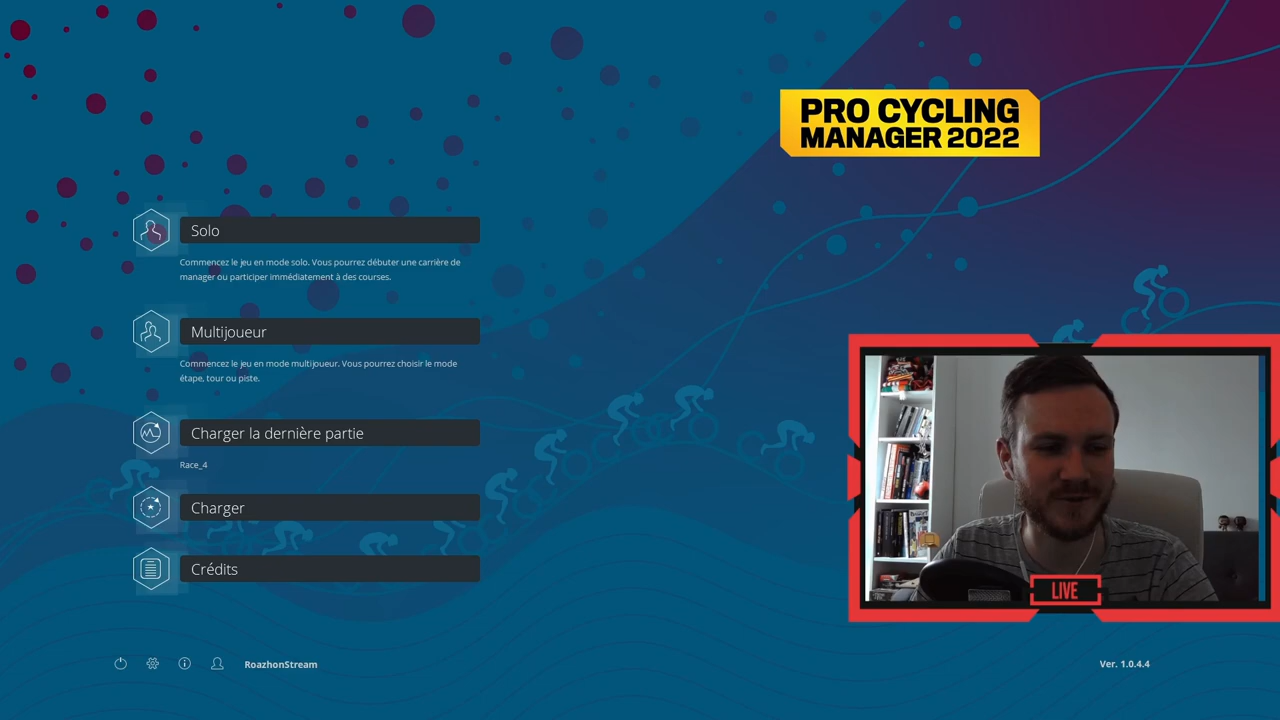 PRO CYCLING
MANAGER 2022
Solo
Commencez le jeu en mode solo. Vous pourrez débuter une carrière de
manager ou participer immédiatement à des courses.
Multijoueur
Commencez le jeu en mode multijoueur. Vous pourrez choisir le mode
étape, tour ou piste.
Charger la dernière partie
Race_4
Charger
Crédits
LIVE
RoazhonStream
Ver. 1.0.4.4